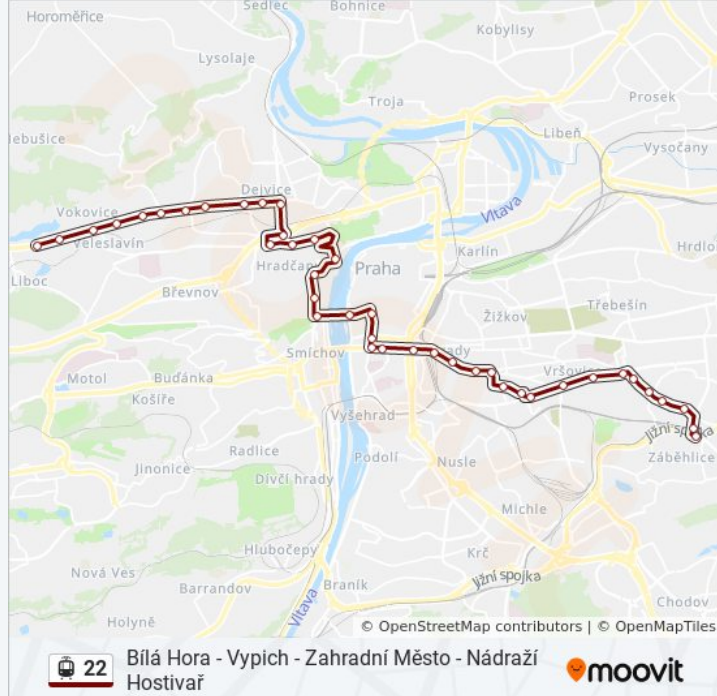 Sedlec
Bohnice
Horoměřice
Kobylisy
Lysolaje
Troja
Prosek
Libeň
lebušice
Vysočany
Dejvice
Vokovice
Vltava
Veleslavín
Karlín
Hrdlo
Hradčany
Praha
Liboc
Břevnov
Žižkov
Třebešín
Smíchov
ady
Motol
Buďánka
Vršovice
Košíře
Vyšehrad
Jižní spojka
Radlice
Podolí
Nusle
Záběhlice
Jinonice
Dívčí hrady
Michle
Hlubočepy
Krč
Nová Ves
Jižní spojka
Barrandov
Braník
Chodov
Vltava
Holyně
© OpenStreetMap contributors | © OpenMapTiles
22 Bílá Hora - Vypich - Zahradní Město - Nádraží
Hostivař
moovit